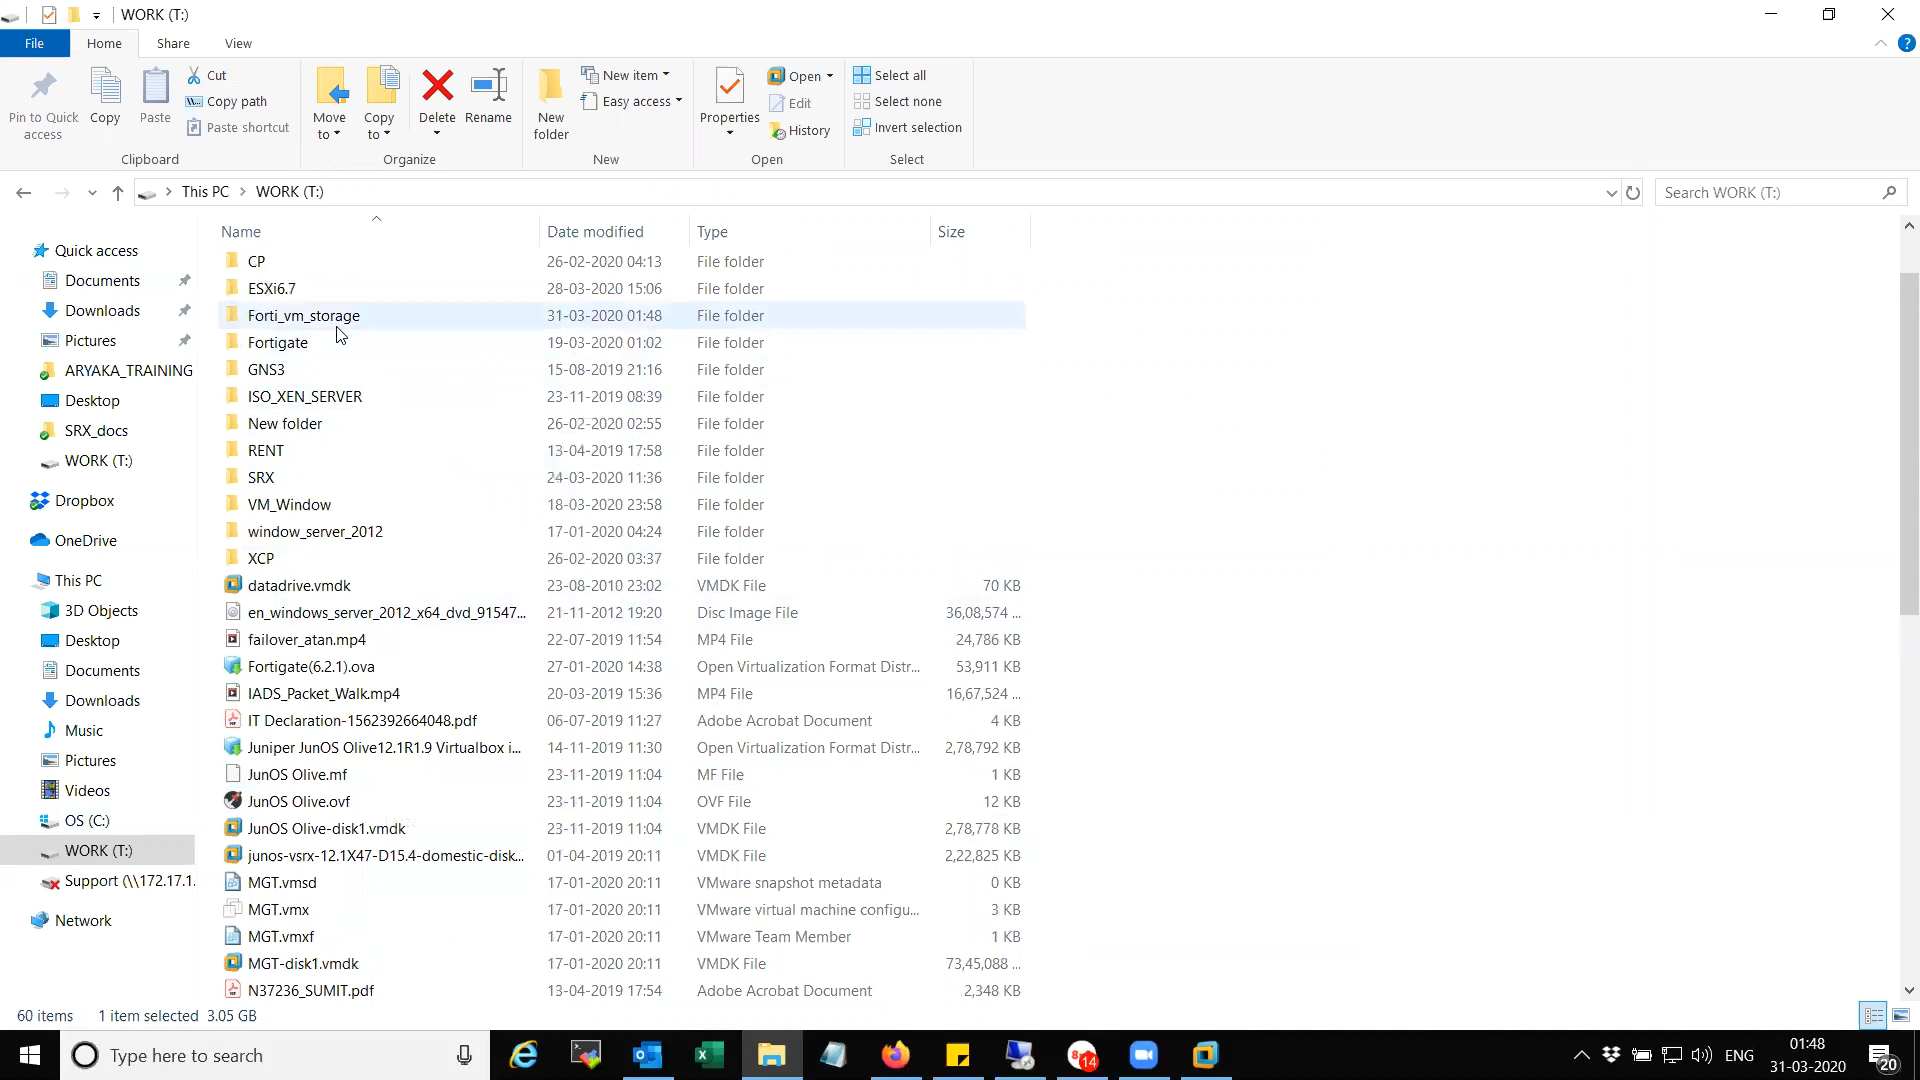 WORK (T:)
File Home Share View
Pin to Quick access
Copy
Paste
Cut
Copy path
Paste shortcut
Clipboard
Move to
Copy to
Delete
Rename
Organize
New folder
New item
Easy access
New
Properties
Open
Edit
History
Open
Select all
Select none
Invert selection
Select
This PC WORK (T:)
Search WORK (T:)
Name Date modified Type Size
Quick access
Documents
Downloads
Pictures
ARYAKA_TRAINING
Desktop
SRX_docs
WORK (T:)
Dropbox
OneDrive
This PC
3D Objects
Desktop
Documents
Downloads
Music
Pictures
Videos
OS (C:)
WORK (T:)
Support (\\172.17.1.
Network
CP 26-02-2020 04:13 File folder
ESXi6.7 28-03-2020 15:06 File folder
Forti_vm_storage 31-03-2020 01:48 File folder
Fortigate 19-03-2020 01:02 File folder
GNS3 15-08-2019 21:16 File folder
ISO_XEN_SERVER 23-11-2019 08:39 File folder
New folder 26-02-2020 02:55 File folder
RENT 13-04-2019 17:58 File folder
SRX 24-03-2020 11:36 File folder
VM_Window 18-03-2020 23:58 File folder
window_server_2012 17-01-2020 04:24 File folder
XCP 26-02-2020 03:37 File folder
datadrive.vmdk 23-08-2010 23:02 VMDK File 70 KB
en_windows_server_2012_x64_dvd_91547... 21-11-2012 19:20 Disc Image File 36,08,574 ...
failover_atan.mp4 22-07-2019 11:54 MP4 File 24,786 KB
Fortigate(6.2.1).ova 27-01-2020 14:38 Open Virtualization Format Distr... 53,911 KB
IADS_Packet_Walk.mp4 20-03-2019 15:36 MP4 File 16,67,524 ...
IT Declaration-1562392664048.pdf 06-07-2019 11:27 Adobe Acrobat Document 4 KB
Juniper JunOS Olive12.1R1.9 Virtualbox i... 14-11-2019 11:30 Open Virtualization Format Distr... 2,78,792 KB
JunOS Olive.mf 23-11-2019 11:04 MF File 1 KB
JunOS Olive.ovf 23-11-2019 11:04 OVF File 12 KB
JunOS Olive-disk1.vmdk 23-11-2019 11:04 VMDK File 2,78,778 KB
junos-vsrx-12.1X47-D15.4-domestic-disk... 01-04-2019 20:11 VMDK File 2,22,825 KB
MGT.vmsd 17-01-2020 20:11 VMware snapshot metadata 0 KB
MGT.vmx 17-01-2020 20:11 VMware virtual machine configu... 3 KB
MGT.vmxf 17-01-2020 20:11 VMware Team Member 1 KB
MGT-disk1.vmdk 17-01-2020 20:11 VMDK File 73,45,088 ...
N37236_SUMIT.pdf 13-04-2019 17:54 Adobe Acrobat Document 2,348 KB
60 items 1 item selected 3.05 GB
Type here to search
14
ENG
01:48
31-03-2020
20